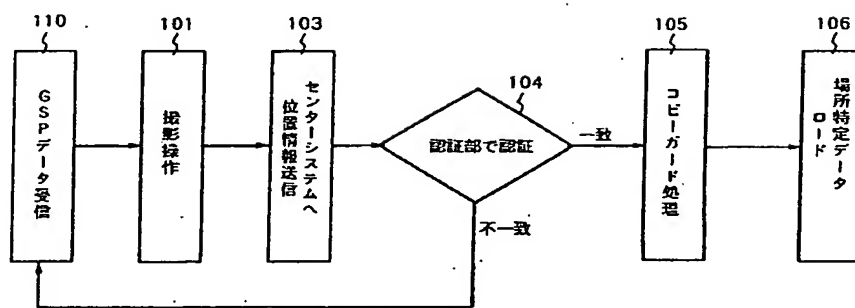 110
GSPデータ受信
101
撮影操作
103
センターシステムへ
位置情報送信
104
認証部で認証
一致
不一致
105
コピーガード処理
106
場所特定データ
ロード